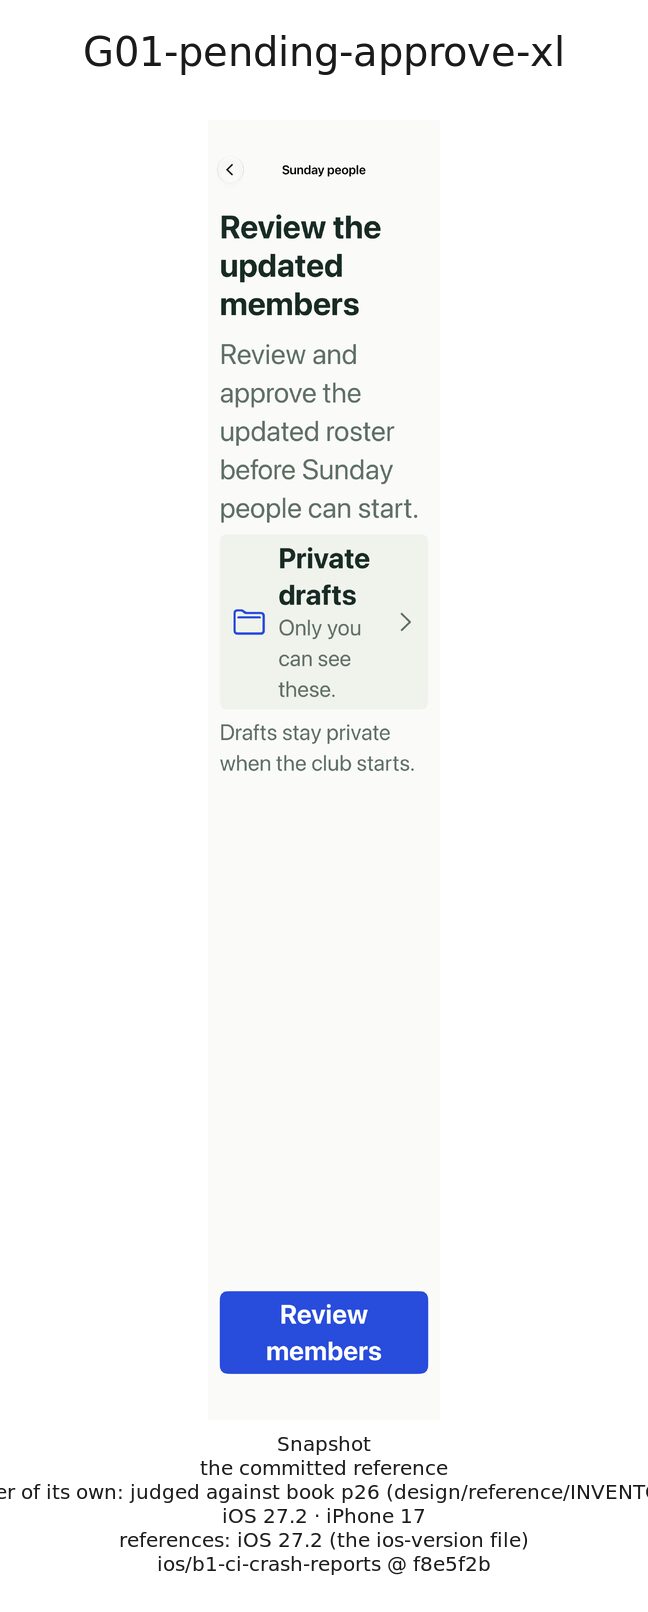 G01-pending-approve-xl
Sunday people
Review the
updated
members
Review and
approve the
updated roster
before Sunday
people can start.
Private
drafts
Only you
can see
these.
Drafts stay private
when the club starts.
Review
members
Snapshot
the committed reference
of its own: judged against book p26 (design/reference/
iOS 27.2 · iPhone 17
references: iOS 27.2 (the ios-version file)
ios/b1-ci-crash-reports @ f8e5f2b